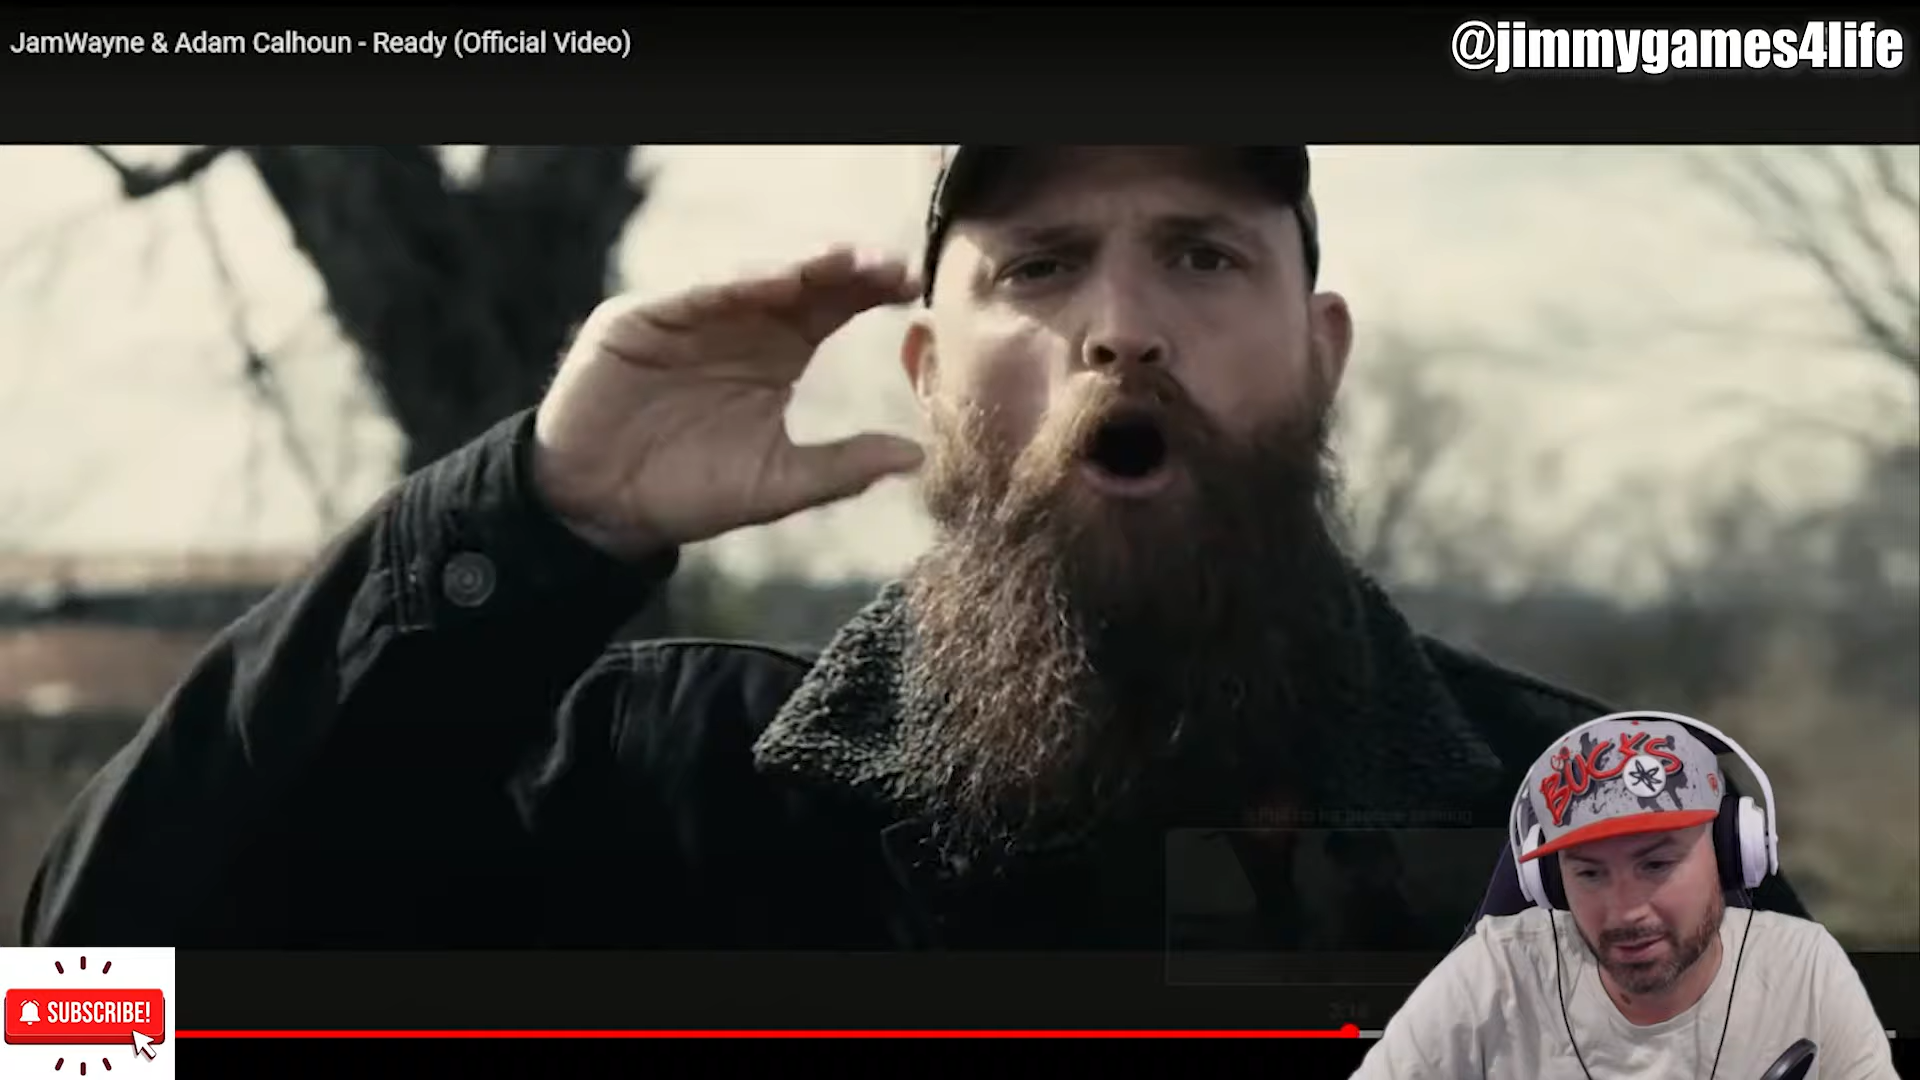 JamWayne & Adam Calhoun - Ready (Official Video)
@jimmygames4life
BUCKS
SUBSCRIBE!